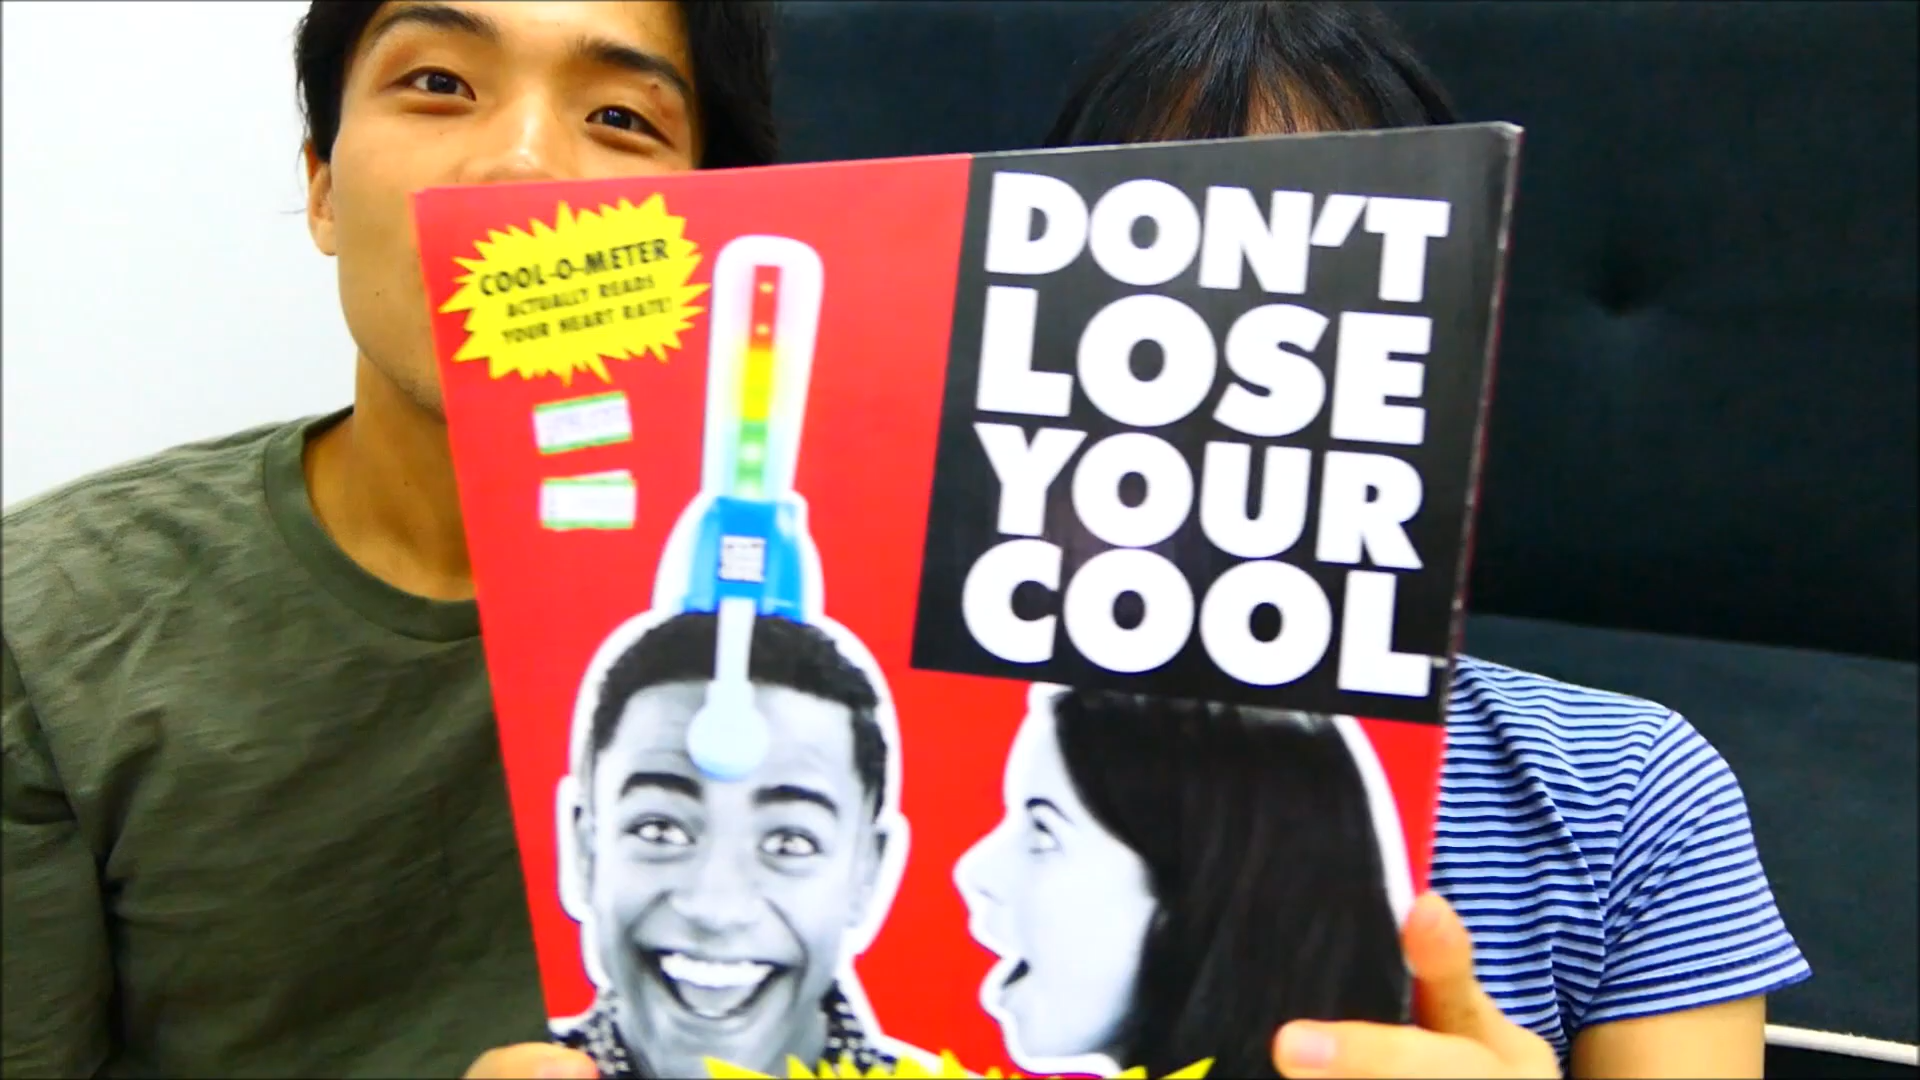 COOL-O-METER
ACTUALLY READS
YOUR HEART RATE!
DON'T
LOSE
YOUR
COOL